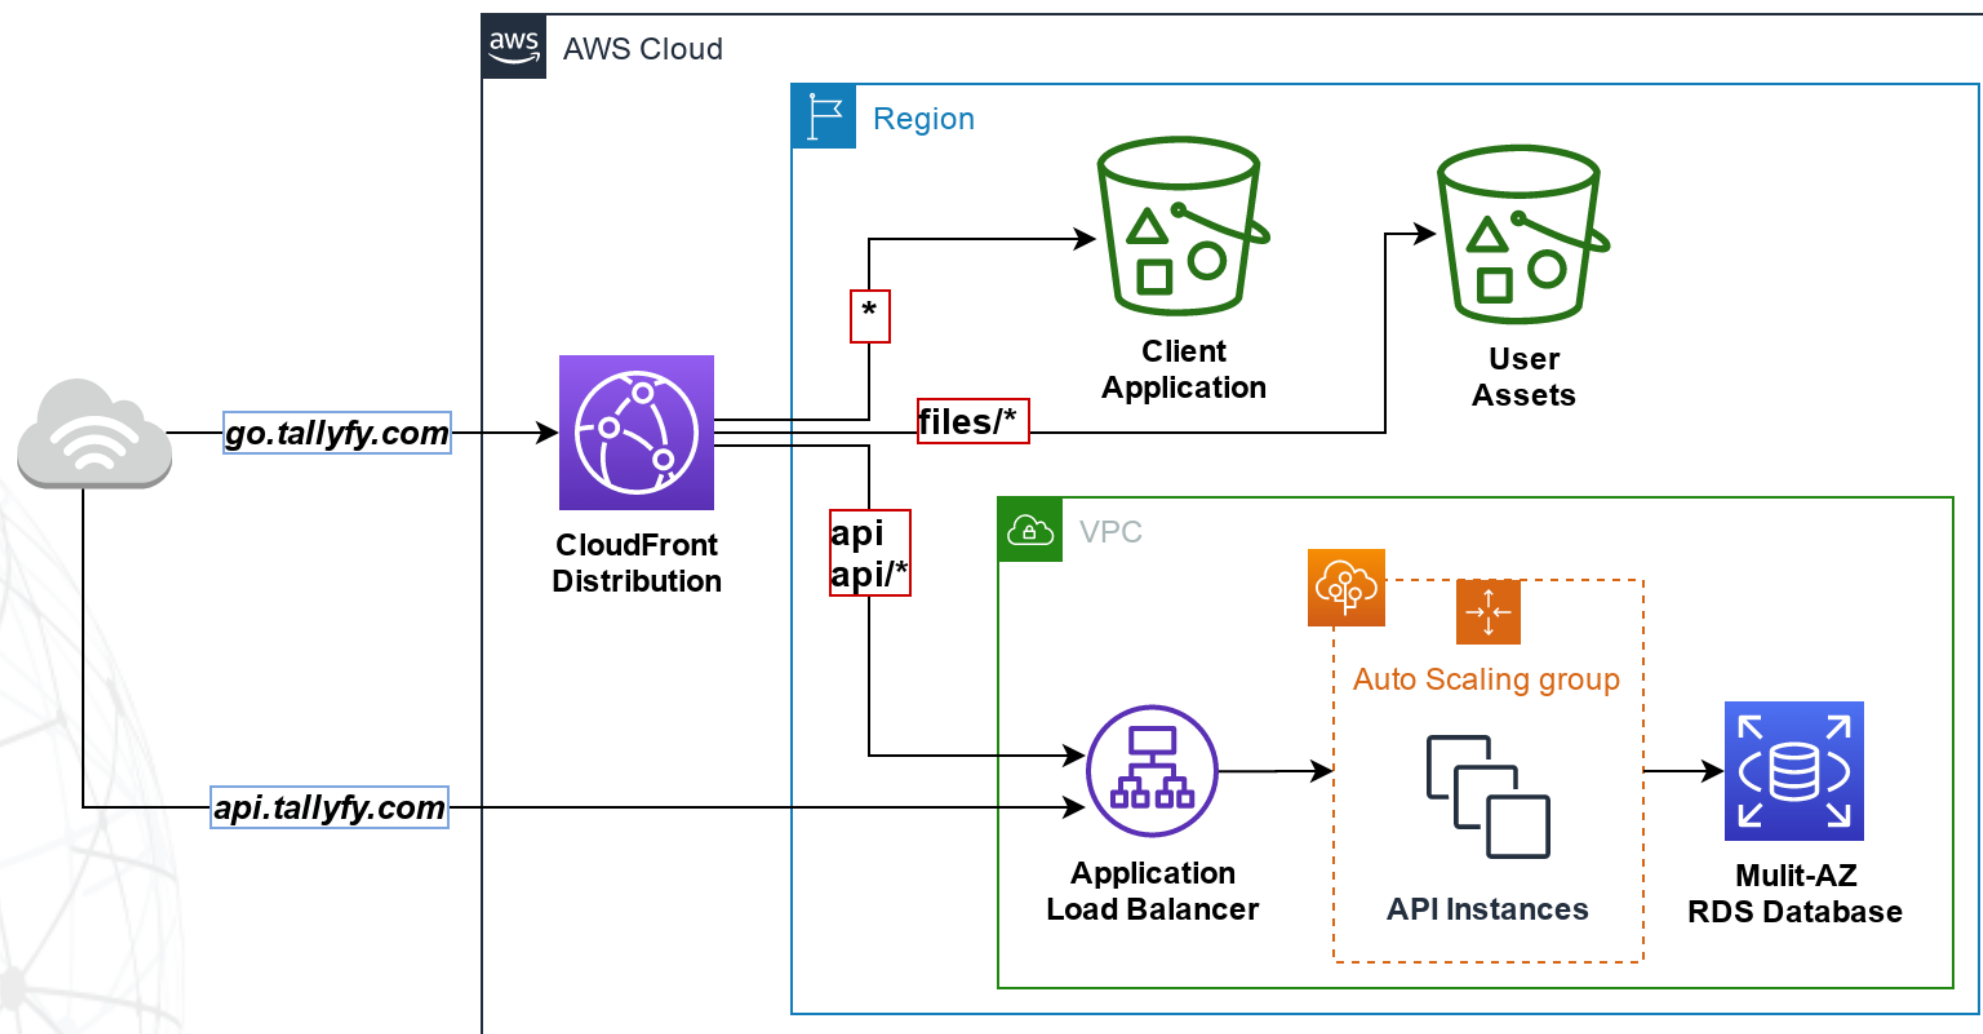 aws
AWS Cloud
Region
*
Client
Application
User
Assets
files/*
go.tallyfy.com
CloudFront
Distribution
api
api/*
VPC
Auto Scaling group
api.tallyfy.com
Application
Load Balancer
API Instances
Mulit-AZ
RDS Database